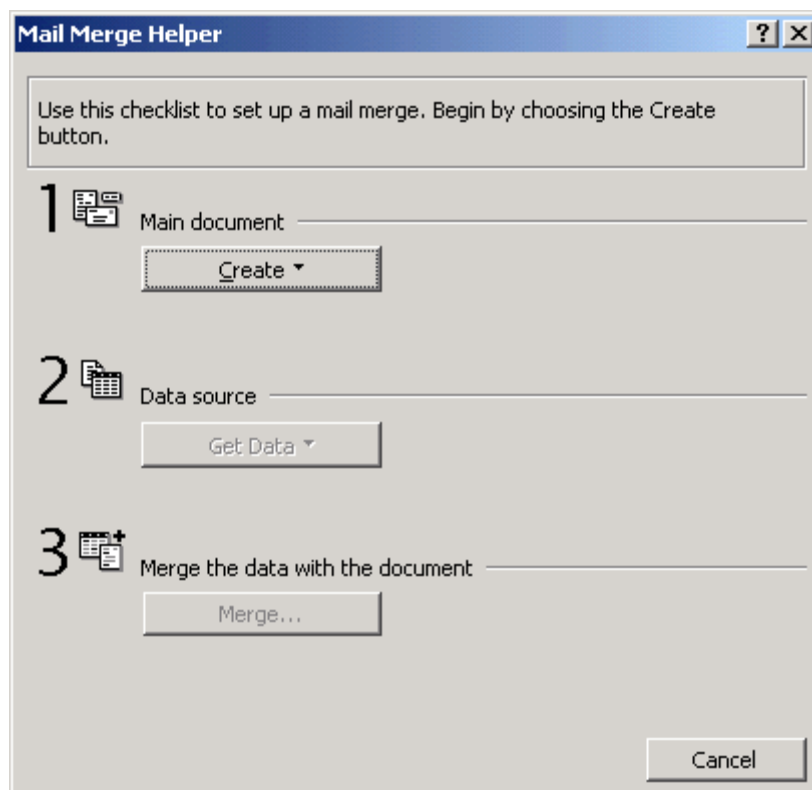 Mail Merge Helper
Use this checklist to set up a mail merge. Begin by choosing the Create
button.
1 Main document
Create
2 Data source
Get Data
3 Merge the data with the document
Merge...
Cancel